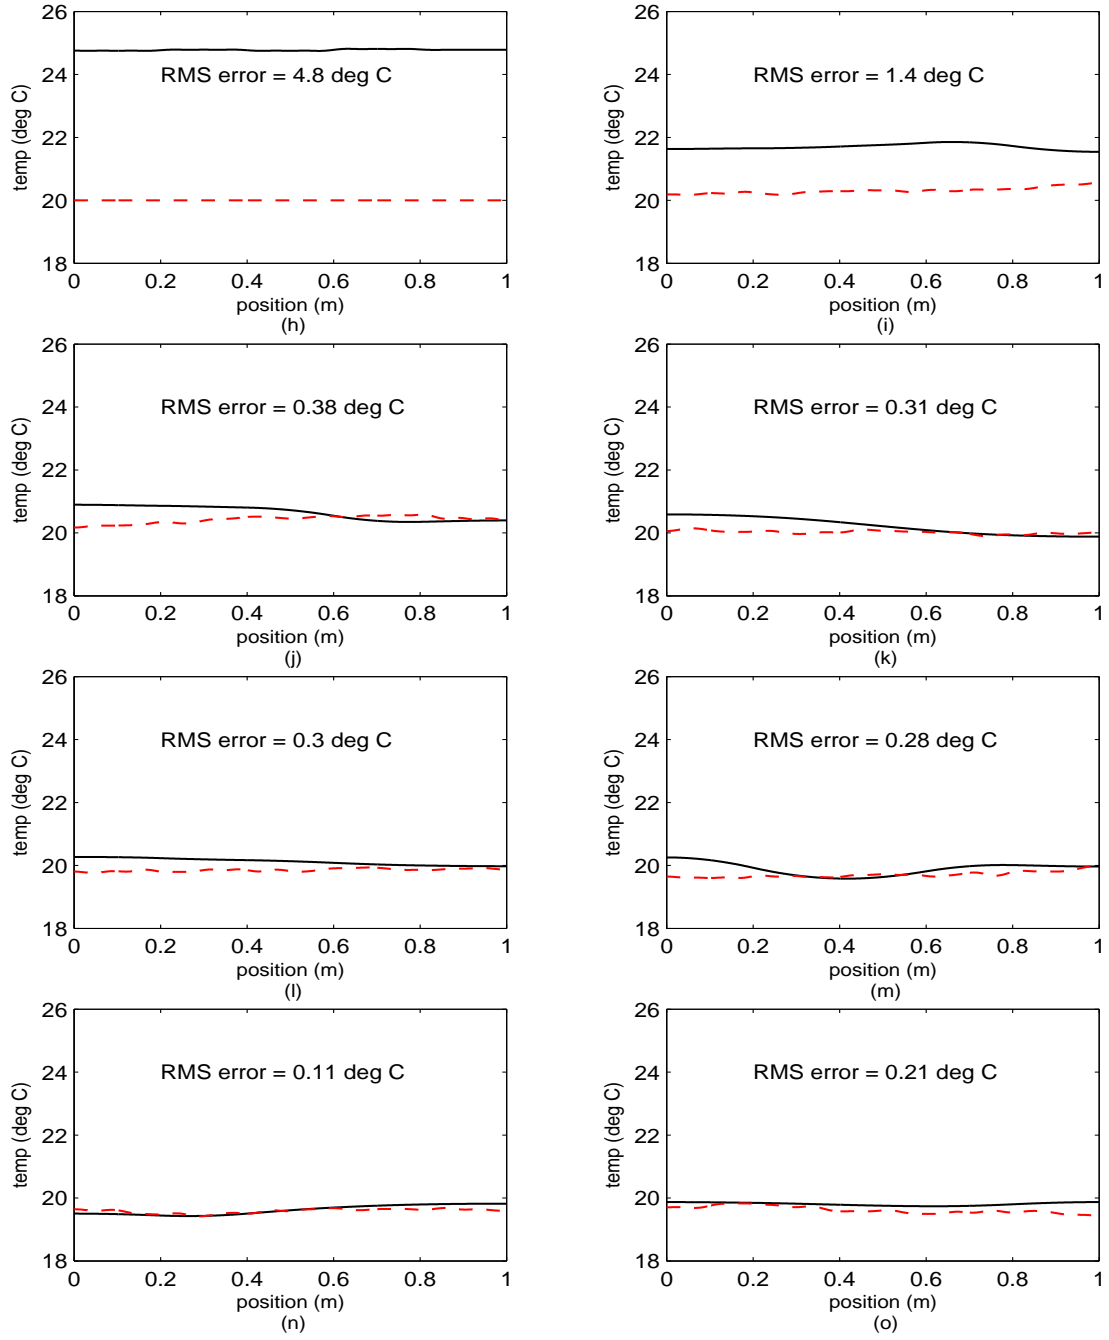 26
24
22
20
18
temp (deg C)
RMS error = 4.8 deg C
0 0.2 0.4 0.6 0.8 1
position (m)
(h)
26
24
22
20
18
temp (deg C)
RMS error = 1.4 deg C
0 0.2 0.4 0.6 0.8 1
position (m)
(i)
26
24
22
20
18
temp (deg C)
RMS error = 0.38 deg C
0 0.2 0.4 0.6 0.8 1
position (m)
(j)
26
24
22
20
18
temp (deg C)
RMS error = 0.31 deg C
0 0.2 0.4 0.6 0.8 1
position (m)
(k)
26
24
22
20
18
temp (deg C)
RMS error = 0.3 deg C
0 0.2 0.4 0.6 0.8 1
position (m)
(l)
26
24
22
20
18
temp (deg C)
RMS error = 0.28 deg C
0 0.2 0.4 0.6 0.8 1
position (m)
(m)
26
24
22
20
18
temp (deg C)
RMS error = 0.11 deg C
0 0.2 0.4 0.6 0.8 1
position (m)
(n)
26
24
22
20
18
temp (deg C)
RMS error = 0.21 deg C
0 0.2 0.4 0.6 0.8 1
position (m)
(o)